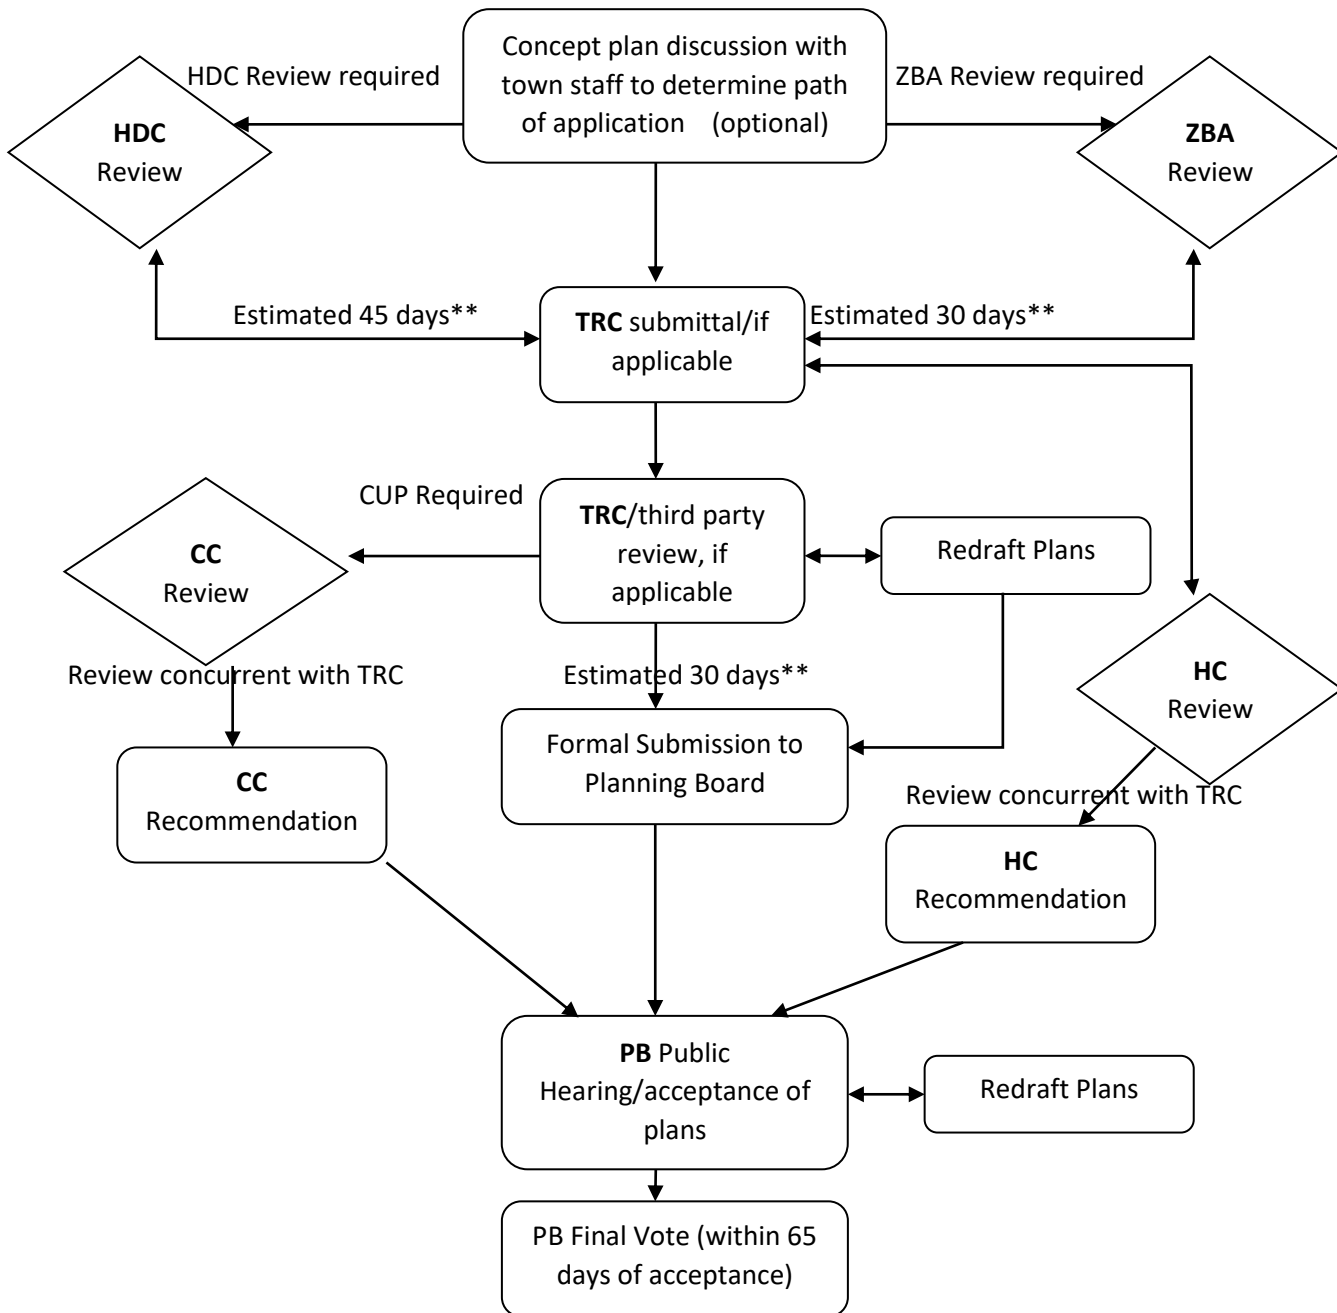 Concept plan discussion with
town staff to determine path
of application (optional)
HDC Review required
ZBA Review required
HDC
Review
ZBA
Review
Estimated 45 days**
TRC submittal/if
applicable
Estimated 30 days**
CUP Required
TRC/third party
review, if
applicable
Redraft Plans
CC
Review
Review concurrent with TRC
Estimated 30 days**
HC
Review
Formal Submission to
Planning Board
CC
Recommendation
Review concurrent with TRC
HC
Recommendation
PB Public
Hearing/acceptance of
plans
Redraft Plans
PB Final Vote (within 65
days of acceptance)